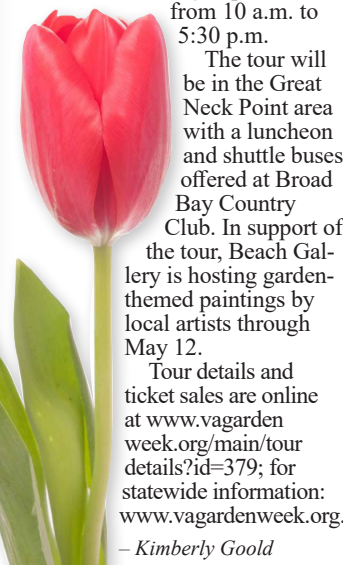 from 10 a.m. to
5:30 p.m.
The tour will
be in the Great
Neck Point area
with a luncheon
and shuttle buses
offered at Broad
Bay Country
Club. In support of
the tour, Beach Gal-
lery is hosting garden-
themed paintings by
local artists through
May 12.
Tour details and
ticket sales are online
at www.vagarden
week.org/main/tour
details?id=379; for
statewide information:
www.vagardenweek.org.
– Kimberly Goold